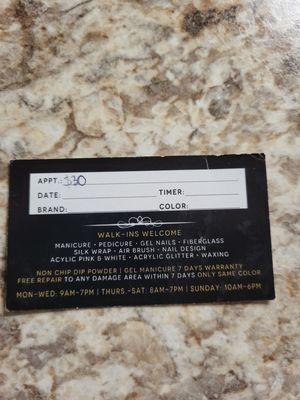 APPT.: 3:30
DATE: TIMER:
BRAND: COLOR:
WALK-INS WELCOME
MANICURE • PEDICURE • GEL NAILS • FIBERGLASS
SILK WRAP • AIR BRUSH • NAIL DESIGN
ACYLIC PINK & WHITE • ACRYLIC GLITTER • WAXING
NON CHIP DIP POWDER | GEL MANICURE 7 DAYS WARRANTY
FREE REPAIR TO ANY DAMAGE AREA WITHIN 7 DAYS ONLY SAME COLOR
MON-WED: 9AM-7PM | THURS.-SAT: 8AM-7PM | SUNDAY: 10AM-6PM